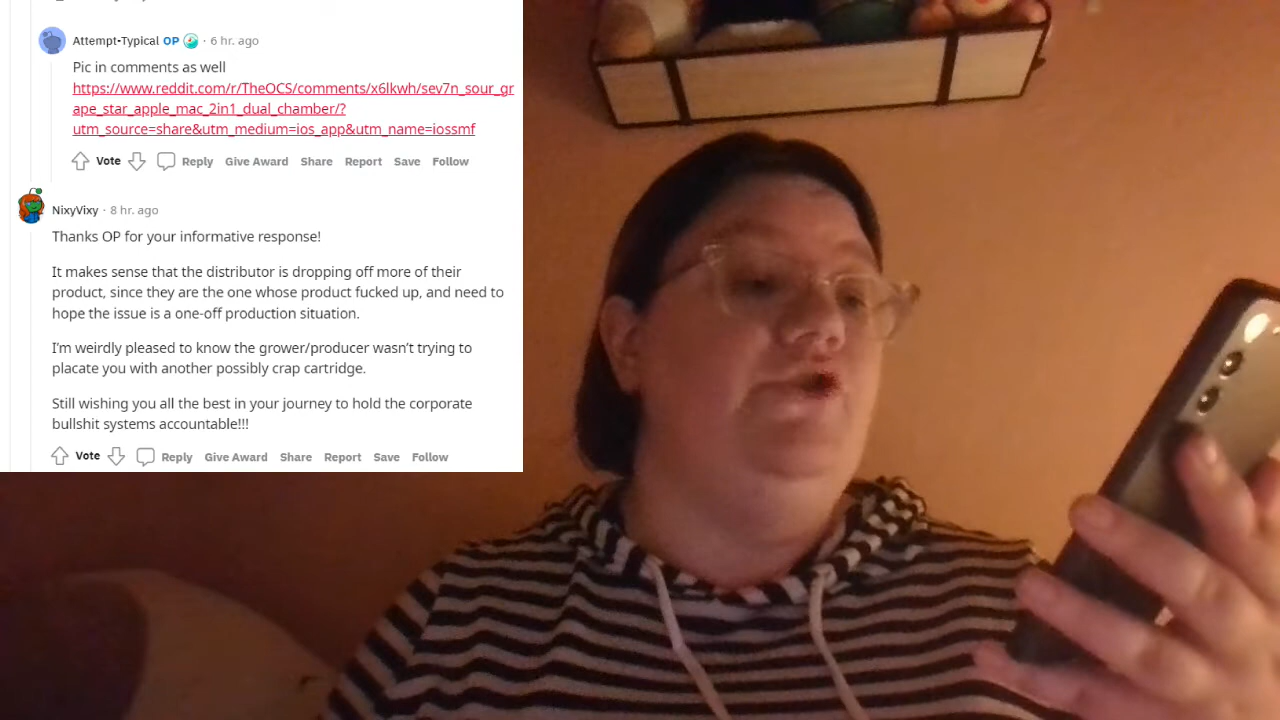 Attempt-Typical OP · 6 hr. ago
Pic in comments as well
https://www.reddit.com/r/TheOCS/comments/x6lkwh/sev7n_sour_gr
ape_star_apple_mac_2in1_dual_chamber/?
utm_source=share&utm_medium=ios_app&utm_name=iossmf
Vote Reply Give Award Share Report Save Follow
NixyVixy · 8 hr. ago
Thanks OP for your informative response!
It makes sense that the distributor is dropping off more of their
product, since they are the one whose product fucked up, and need to
hope the issue is a one-off production situation.
I'm weirdly pleased to know the grower/producer wasn't trying to
placate you with another possibly crap cartridge.
Still wishing you all the best in your journey to hold the corporate
bullshit systems accountable!!!
Vote Reply Give Award Share Report Save Follow